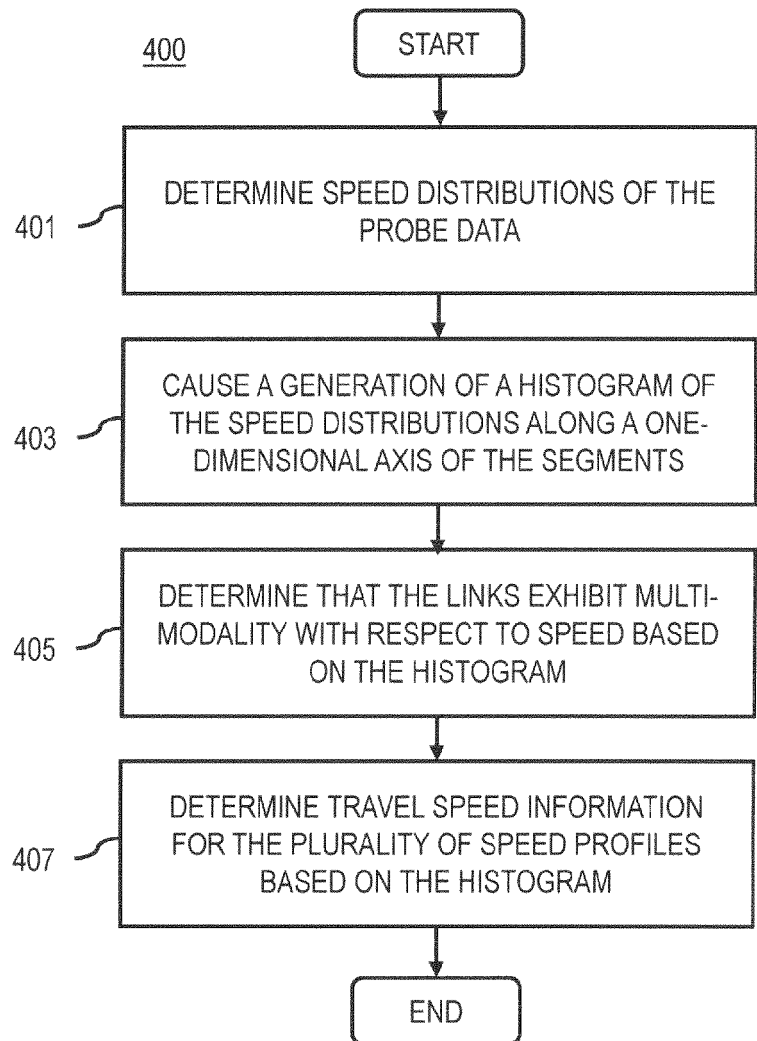 400
START
401
DETERMINE SPEED DISTRIBUTIONS OF THE
PROBE DATA
403
CAUSE A GENERATION OF A HISTOGRAM OF
THE SPEED DISTRIBUTIONS ALONG A ONE-
DIMENSIONAL AXIS OF THE SEGMENTS
405
DETERMINE THAT THE LINKS EXHIBIT MULTI-
MODALITY WITH RESPECT TO SPEED BASED
ON THE HISTOGRAM
407
DETERMINE TRAVEL SPEED INFORMATION
FOR THE PLURALITY OF SPEED PROFILES
BASED ON THE HISTOGRAM
END